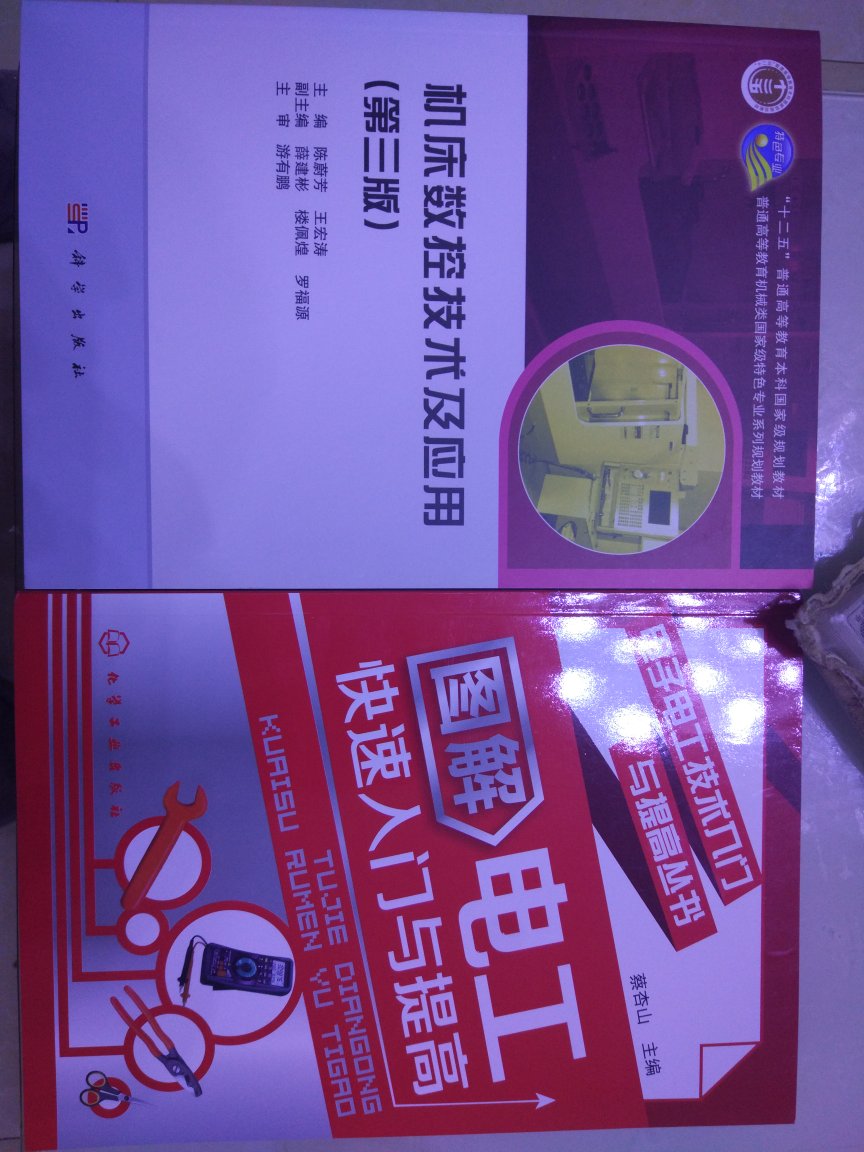 "十二五"普通高等教育本科国家级规划教材
普通高等教育机械类国家级特色专业系列规划教材
特色专业
机床数控技术及应用
（第三版）
主 编 陈蔚芳 王宏涛
副主编 薛建彬 楼佩煌 罗福源
主 审 游有鹏
科学出版社
电子电工技术入门
与提高丛书
蔡杏山 主编
图解
电工
快速入门与提高
TUJIE DIANGONG
KUAISU RUMEN YU TIGAO
化学工业出版社